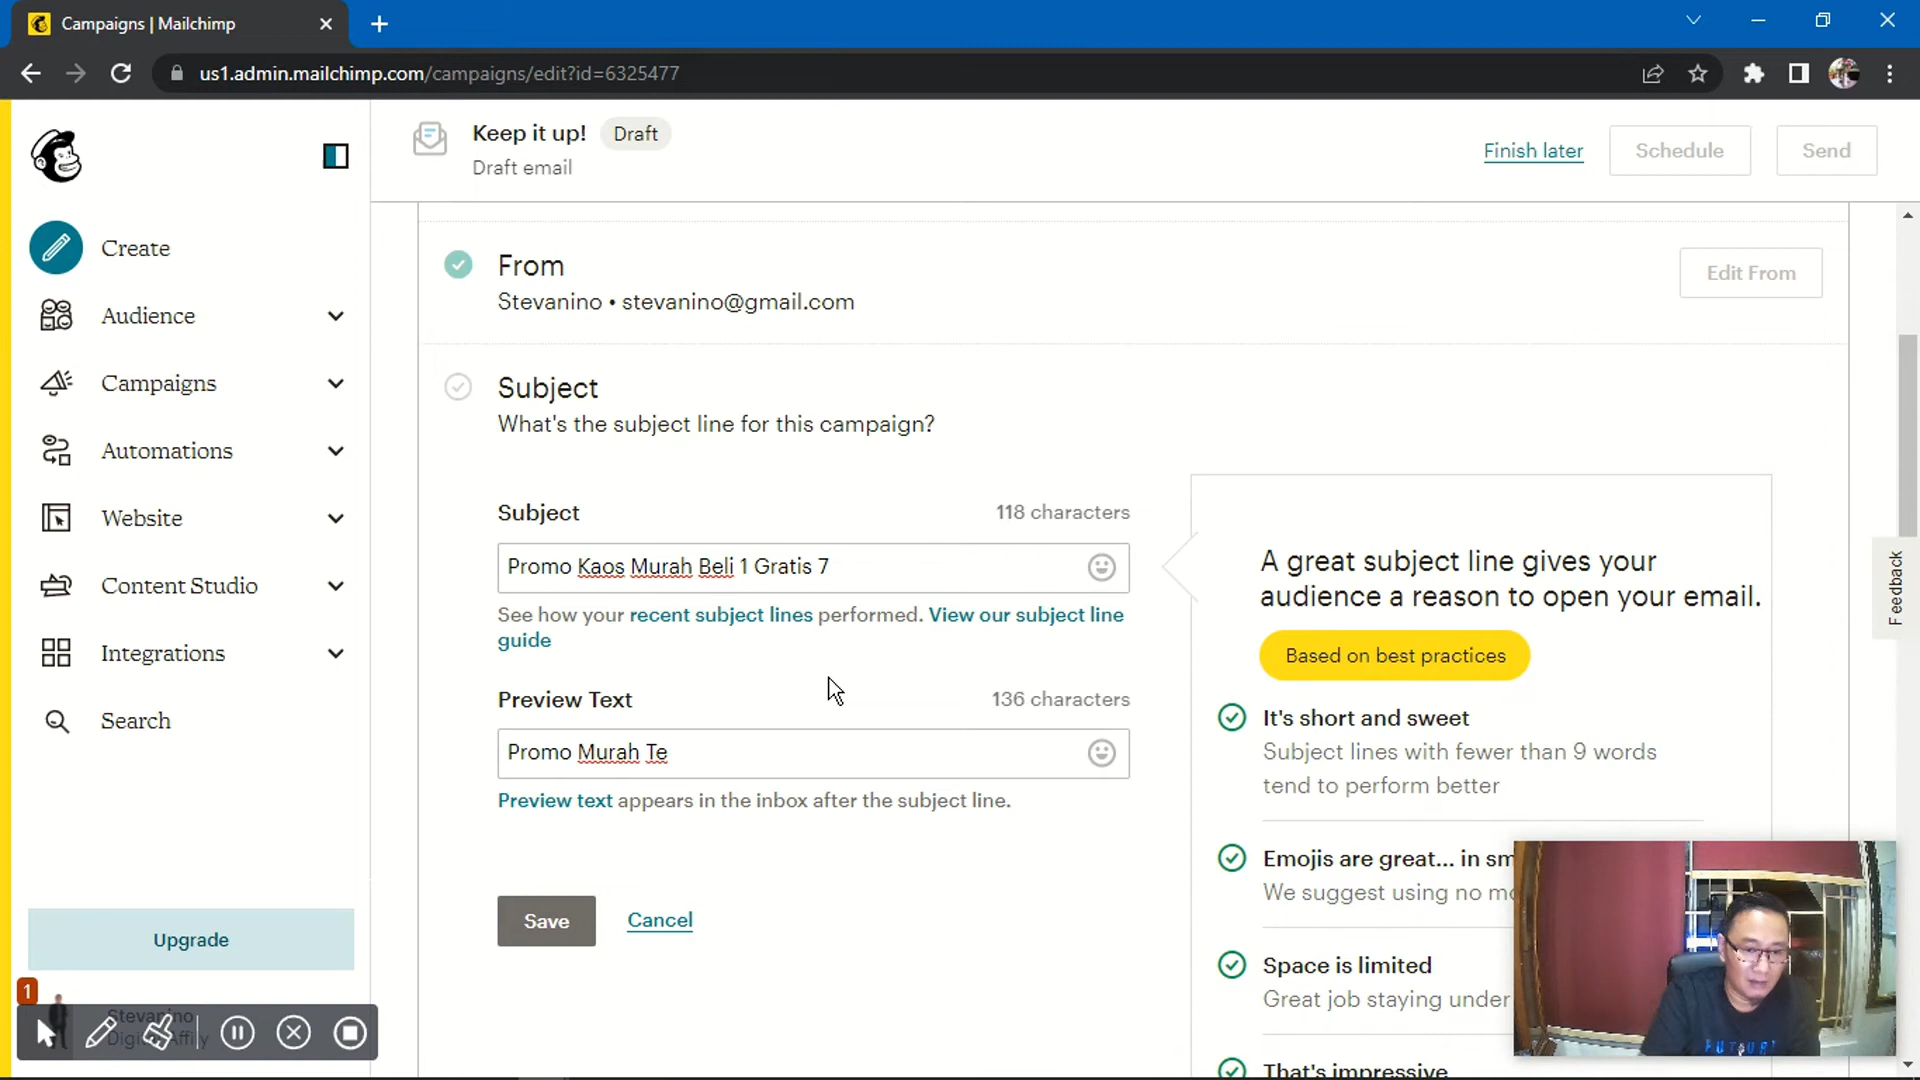 Campaigns | Mailchimp
us1.admin.mailchimp.com/campaigns/edit?id=6325477
Keep it up!
Draft
Draft email
Finish later
Schedule
Send
Create
Audience
Campaigns
Automations
Website
Content Studio
Integrations
Search
Upgrade
1
Stevanino
From
Stevanino • stevanino@gmail.com
Edit From
Subject
What's the subject line for this campaign?
Subject
118 characters
Promo Kaos Murah Beli 1 Gratis 7
See how your recent subject lines performed. View our subject line
guide
Preview Text
136 characters
Promo Murah Te
Preview text appears in the inbox after the subject line.
Save
Cancel
A great subject line gives your
audience a reason to open your email.
Based on best practices
It's short and sweet
Subject lines with fewer than 9 words
tend to perform better
Emojis are great... in sm
We suggest using no mo
Space is limited
Great job staying under
That's impressive
Feedback